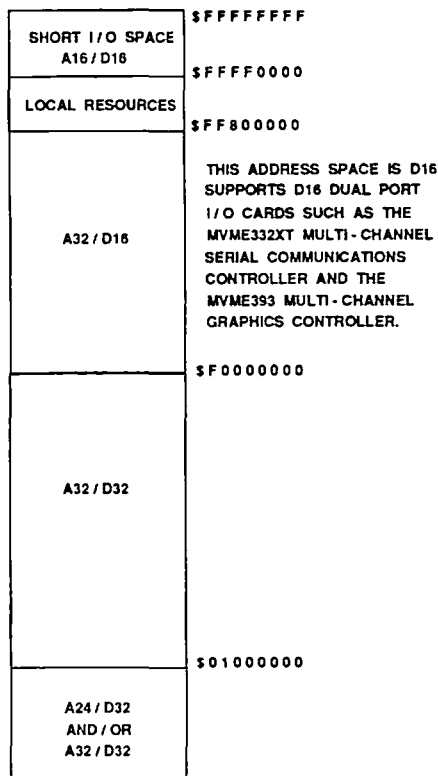 $FFFFFFFF
SHORT I/O SPACE
A16/D16
$FFFF0000
LOCAL RESOURCES
$FF800000
THIS ADDRESS SPACE IS D16
SUPPORTS D16 DUAL PORT
I/O CARDS SUCH AS THE
MVME332XT MULTI-CHANNEL
SERIAL COMMUNICATIONS
CONTROLLER AND THE
MVME393 MULTI-CHANNEL
GRAPHICS CONTROLLER.
A32/D16
$F0000000
A32/D32
$01000000
A24/D32
AND/OR
A32/D32